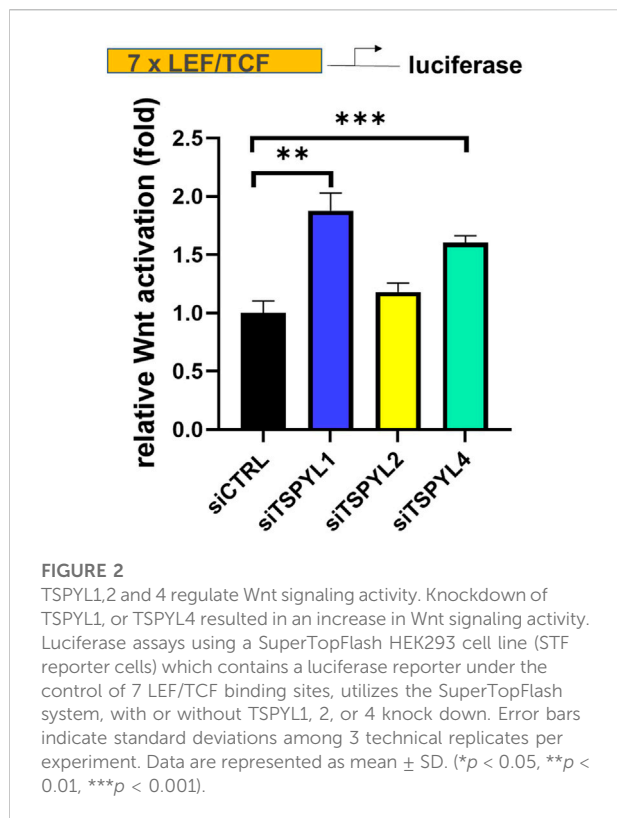 7 x LEF/TCF luciferase
*** 
**
relative Wnt activation (fold)
2.5
2.0
1.5
1.0
0.5
0.0
siCTRL
siTSPYL1
siTSPYL2
siTSPYL4
FIGURE 2
TSPYL1,2 and 4 regulate Wnt signaling activity. Knockdown of
TSPYL1, or TSPYL4 resulted in an increase in Wnt signaling activity.
Luciferase assays using a SuperTopFlash HEK293 cell line (STF
reporter cells) which contains a luciferase reporter under the
control of 7 LEF/TCF binding sites, utilizes the SuperTopFlash
system, with or without TSPYL1, 2, or 4 knock down. Error bars
indicate standard deviations among 3 technical replicates per
experiment. Data are represented as mean ± SD. (*p < 0.05, **p <
0.01, ***p < 0.001).